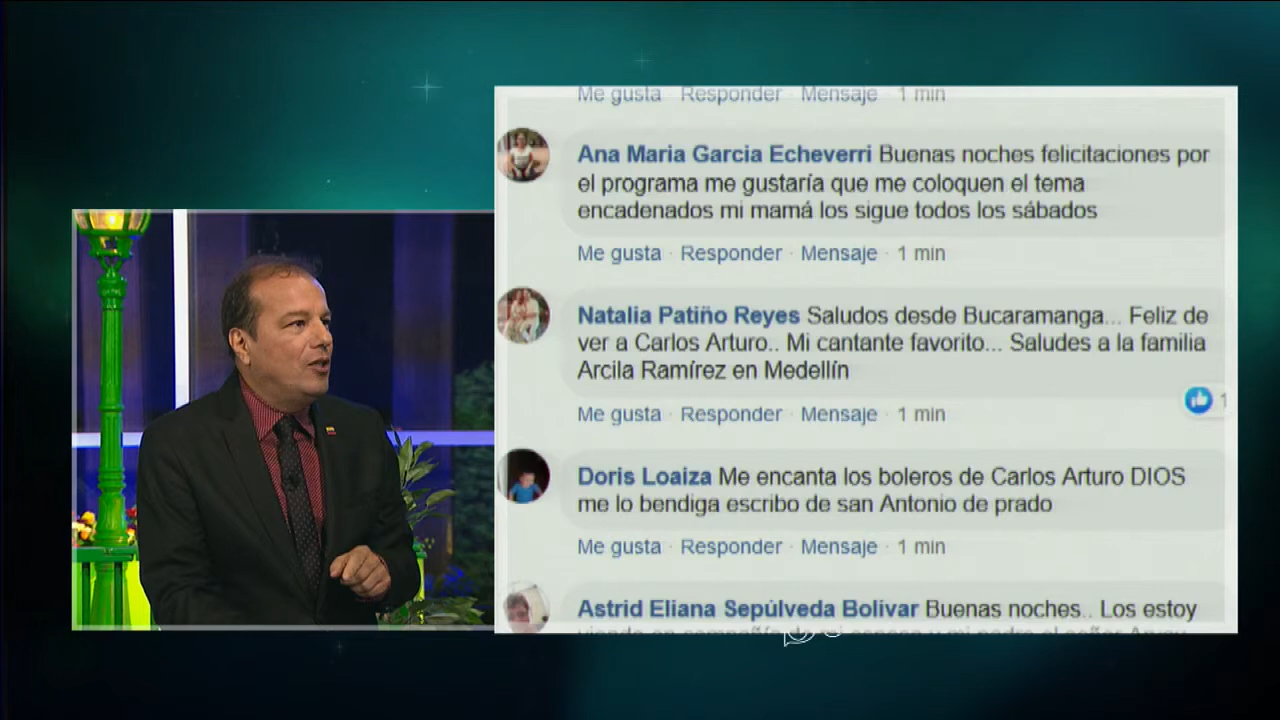 Me gusta · Responder · Mensaje · 1 min
Ana Maria Garcia Echeverri Buenas noches felicitaciones por
el programa me gustaría que me coloquen el tema
encadenados mi mamá los sigue todos los sábados
Me gusta · Responder · Mensaje · 1 min
Natalia Patiño Reyes Saludos desde Bucaramanga... Feliz de
ver a Carlos Arturo.. Mi cantante favorito... Saludes a la familia
Arcila Ramírez en Medellín
1
Me gusta · Responder · Mensaje · 1 min
Doris Loaiza Me encanta los boleros de Carlos Arturo DIOS
me lo bendiga escribo de san Antonio de prado
Me gusta · Responder · Mensaje · 1 min
Astrid Eliana Sepúlveda Bolívar Buenas noches.. Los estoy